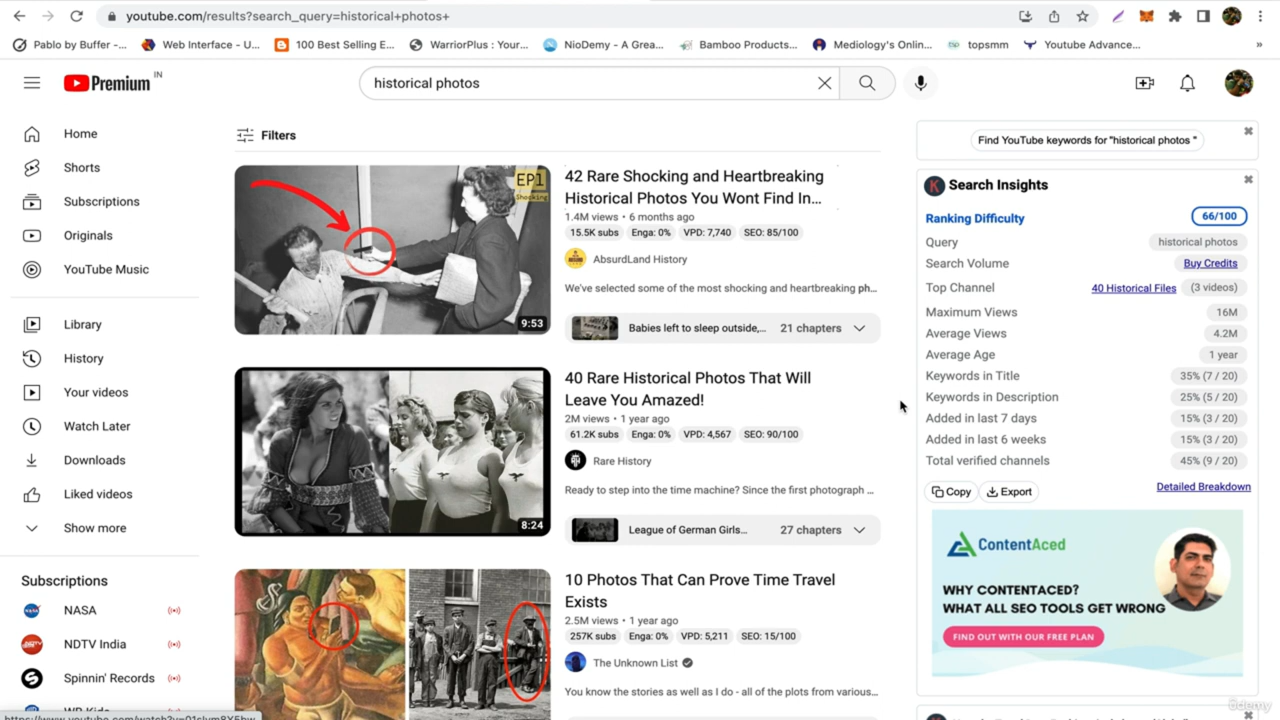 youtube.com/results?search_query=historical+photos+
Pablo by Buffer -...
Web Interface - U...
100 Best Selling E...
WarriorPlus : Your...
NioDemy - A Grea...
Bamboo Products...
Mediology's Onlin...
topsmm
Youtube Advance...
»
Premium IN
historical photos
Home
Shorts
Subscriptions
Originals
YouTube Music
Library
History
Your videos
Watch Later
Downloads
Liked videos
Show more
Subscriptions
NASA
NDTV India
Spinnin' Records
Filters
EP1
Shocking
9:53
42 Rare Shocking and Heartbreaking
Historical Photos You Wont Find In...
1.4M views • 6 months ago
15.5K subs Enga: 0% VPD: 7,740 SEO: 85/100
AbsurdLand History
We've selected some of the most shocking and heartbreaking ph...
Babies left to sleep outside,... 21 chapters
8:24
40 Rare Historical Photos That Will
Leave You Amazed!
2M views • 1 year ago
61.2K subs Enga: 0% VPD: 4,567 SEO: 90/100
Rare History
Ready to step into the time machine? Since the first photograph ...
League of German Girls... 27 chapters
10 Photos That Can Prove Time Travel
Exists
2.5M views • 1 year ago
257K subs Enga: 0% VPD: 5,211 SEO: 15/100
The Unknown List
You know the stories as well as I do - all of the plots from various...
Find YouTube keywords for "historical photos "
K Search Insights
Ranking Difficulty 66/100
Query historical photos
Search Volume Buy Credits
Top Channel 40 Historical Files (3 videos)
Maximum Views 16M
Average Views 4.2M
Average Age 1 year
Keywords in Title 35% (7 / 20)
Keywords in Description 25% (5 / 20)
Added in last 7 days 15% (3 / 20)
Added in last 6 weeks 15% (3 / 20)
Total verified channels 45% (9 / 20)
Copy Export Detailed Breakdown
ContentAced
WHY CONTENTACED?
WHAT ALL SEO TOOLS GET WRONG
FIND OUT WITH OUR FREE PLAN
ûdemy